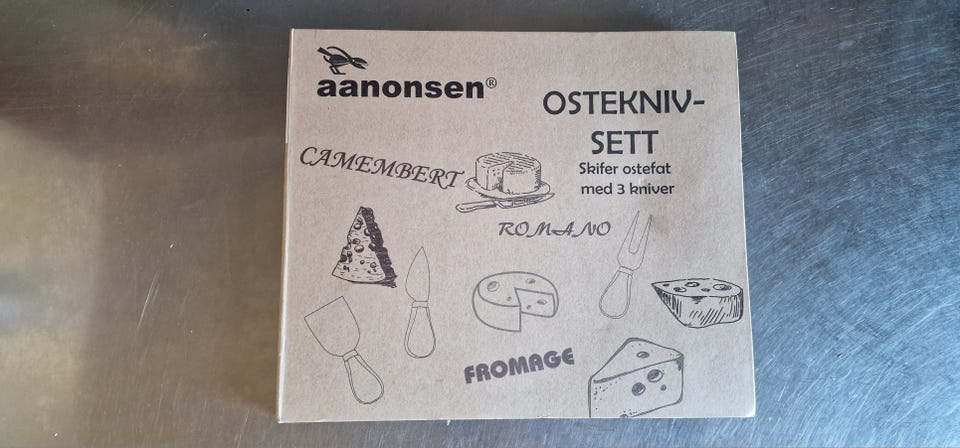 aanonsen®
OSTEKNIV-
SETT
Skifer ostefat
med 3 kniver
CAMEMBERT
ROMANO
FROMAGE